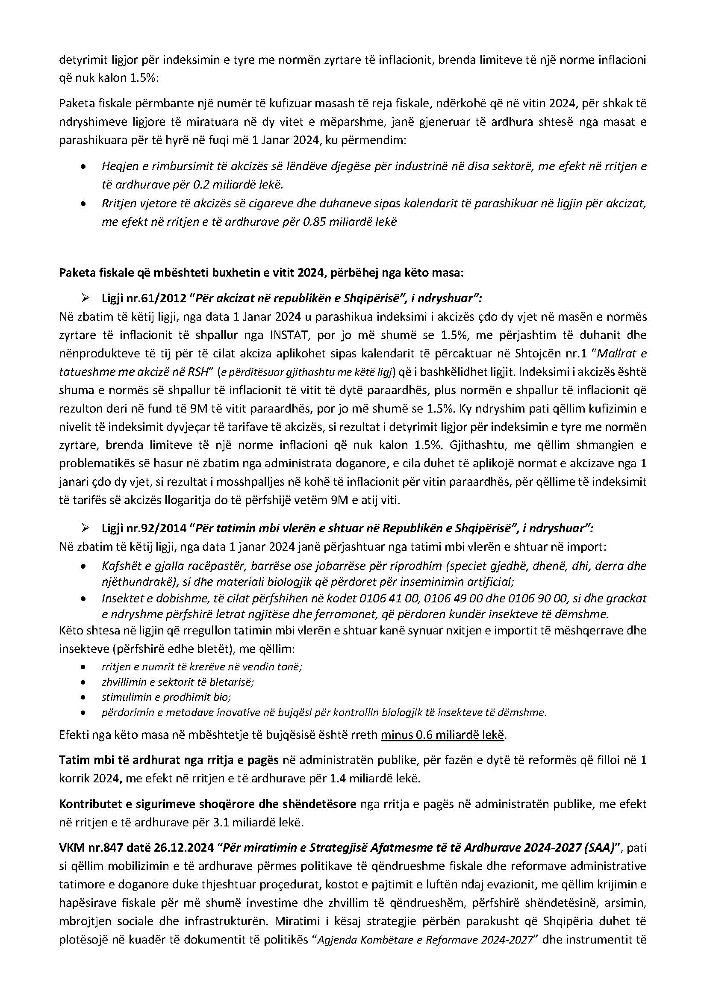 detyrimit ligjor për indeksimin e tyre me normën zyrtare të inflacionit, brenda limiteve të një norme inflacioni
që nuk kalon 1.5%:
Paketa fiskale përmbante një numër të kufizuar masash të reja fiskale, ndërkohë që në vitin 2024, për shkak të
ndryshimeve ligjore të miratuara në dy vitet e mëparshme, janë gjeneruar të ardhura shtesë nga masat e
parashikuara për të hyrë në fuqi më 1 Janar 2024, ku përmendim:
• Heqjen e rimbursimit të akcizës së lëndëve djegëse për industrinë në disa sektorë, me efekt në rritjen e
të ardhurave për 0.2 miliardë lekë.
• Rritjen vjetore të akcizës së cigareve dhe duhaneve sipas kalendarit të parashikuar në ligjin për akcizat,
me efekt në rritjen e të ardhurave për 0.85 miliardë lekë
Paketa fiskale që mbështeti buxhetin e vitit 2024, përbëhej nga këto masa:
➢ Ligji nr.61/2012 “Për akcizat në republikën e Shqipërisë”, i ndryshuar”:
Në zbatim të këtij ligji, nga data 1 Janar 2024 u parashikua indeksimi i akcizës çdo dy vjet në masën e normës
zyrtare të inflacionit të shpallur nga INSTAT, por jo më shumë se 1.5%, me përjashtim të duhanit dhe
nënprodukteve të tij për të cilat akciza aplikohet sipas kalendarit të përcaktuar në Shtojcën nr.1 “Mallrat e
tatueshme me akcizë në RSH” (e përditësuar gjithashtu me këtë ligj) që i bashkëlidhet ligjit. Indeksimi i akcizës është
shuma e normës së shpallur të inflacionit të vitit të dytë paraardhës, plus normën e shpallur të inflacionit që
rezulton deri në fund të 9M të vitit paraardhës, por jo më shumë se 1.5%. Ky ndryshim pati qëllim kufizimin e
nivelit të indeksimit dyvjeçar të tarifave të akcizës, si rezultat i detyrimit ligjor për indeksimin e tyre me normën
zyrtare, brenda limiteve të një norme inflacioni që nuk kalon 1.5%. Gjithashtu, me qëllim shmangien e
problematikës së hasur në zbatim nga administrata doganore, e cila duhet të aplikojë normat e akcizave nga 1
janari çdo dy vjet, si rezultat i mosshpalljes në kohë të inflacionit për vitin paraardhës, për qëllime të indeksimit
të tarifës së akcizës llogaritja do të përfshijë vetëm 9M e atij viti.
➢ Ligji nr.92/2014 “Për tatimin mbi vlerën e shtuar në Republikën e Shqipërisë”, i ndryshuar”:
Në zbatim të këtij ligji, nga data 1 janar 2024 janë përjashtuar nga tatimi mbi vlerën e shtuar në import:
• Kafshët e gjalla racëpastër, barrëse ose jobarrëse për riprodhim (speciet gjedhë, dhenë, dhi, derra dhe
njëthundrakë), si dhe materiali biologjik që përdoret për inseminimin artificial;
• Insektet e dobishme, të cilat përfshihen në kodet 0106 41 00, 0106 49 00 dhe 0106 90 00, si dhe grackat
e ndryshme përfshirë letrat ngjitëse dhe ferromonet, që përdoren kundër insekteve të dëmshme.
Këto shtesa në ligjin që rregullon tatimin mbi vlerën e shtuar kanë synuar nxitjen e importit të mëshqerrave dhe
insekteve (përfshirë edhe bletët), me qëllim:
• rritjen e numrit të krerëve në vendin tonë;
• zhvillimin e sektorit të bletarisë;
• stimulimin e prodhimit bio;
• përdorimin e metodave inovative në bujqësi për kontrollin biologjik të insekteve të dëmshme.
Efekti nga këto masa në mbështetje të bujqësisë është rreth minus 0.6 miliardë lekë.
Tatim mbi të ardhurat nga rritja e pagës në administratën publike, për fazën e dytë të reformës që filloi në 1
korrik 2024, me efekt në rritjen e të ardhurave për 1.4 miliardë lekë.
Kontributet e sigurimeve shoqërore dhe shëndetësore nga rritja e pagës në administratën publike, me efekt
në rritjen e të ardhurave për 3.1 miliardë lekë.
VKM nr.847 datë 26.12.2024 “Për miratimin e Strategjisë Afatmesme të të Ardhurave 2024-2027 (SAA)”, pati
si qëllim mobilizimin e të ardhurave përmes politikave të qëndrueshme fiskale dhe reformave administrative
tatimore e doganore duke thjeshtuar proçedurat, kostot e pajtimit e luftën ndaj evazionit, me qëllim krijimin e
hapësirave fiskale për më shumë investime dhe zhvillim të qëndrueshëm, përfshirë shëndetësinë, arsimin,
mbrojtjen sociale dhe infrastrukturën. Miratimi i kësaj strategjie përbën parakusht që Shqipëria duhet të
plotësojë në kuadër të dokumentit të politikës “Agjenda Kombëtare e Reformave 2024-2027” dhe instrumentit të